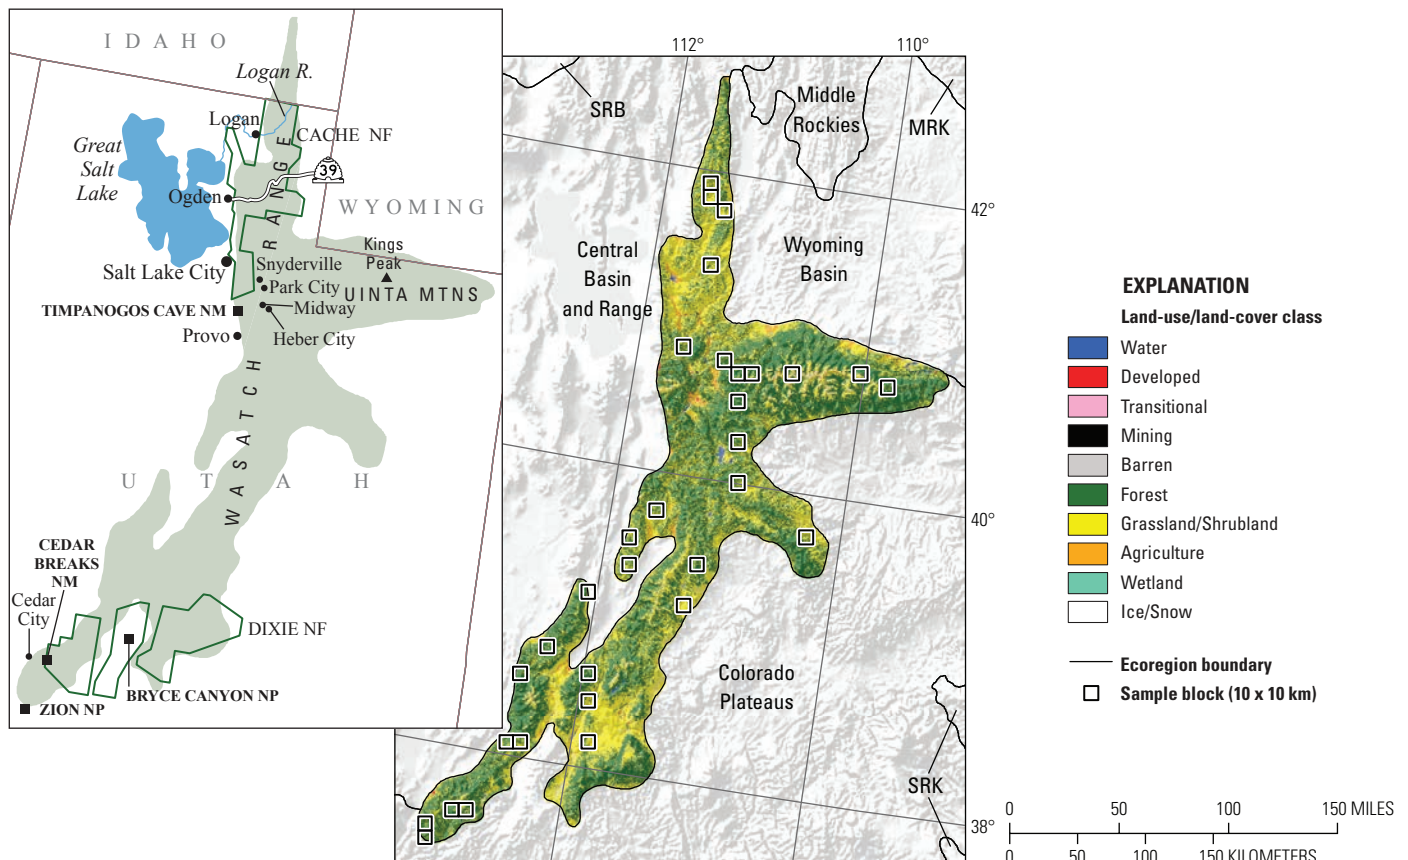 IDAHO
Logan R.
Logan
CACHE NF
Great
Salt
Lake
39
Ogden
WYOMING
Kings
Peak
Salt Lake City
Snyderville
Park City
UINTA MTNS
TIMPANOGOS CAVE NM
Midway
Provo
Heber City
WASATCH RANGE
UTAH
CEDAR
BREAKS
NM
Cedar
City
DIXIE NF
BRYCE CANYON NP
ZION NP
112°
110°
SRB
Middle
Rockies
MRK
42°
Central
Basin
and Range
Wyoming
Basin
40°
Colorado
Plateaus
SRK
38°
EXPLANATION
Land-use/land-cover class
Water
Developed
Transitional
Mining
Barren
Forest
Grassland/Shrubland
Agriculture
Wetland
Ice/Snow
Ecoregion boundary
Sample block (10 x 10 km)
0 50 100 150 MILES
0 50 100 150 KILOMETERS